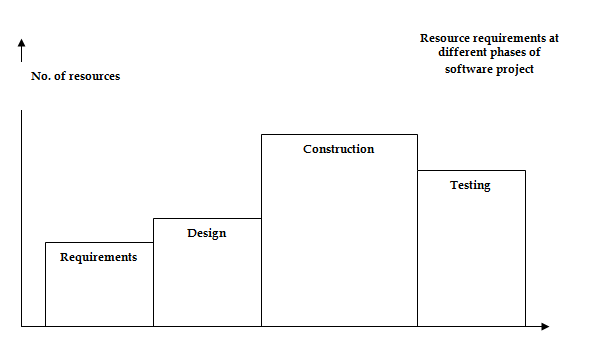 Resource requirements at
different phases of
software project
No. of resources
Construction
Testing
Design
Requirements